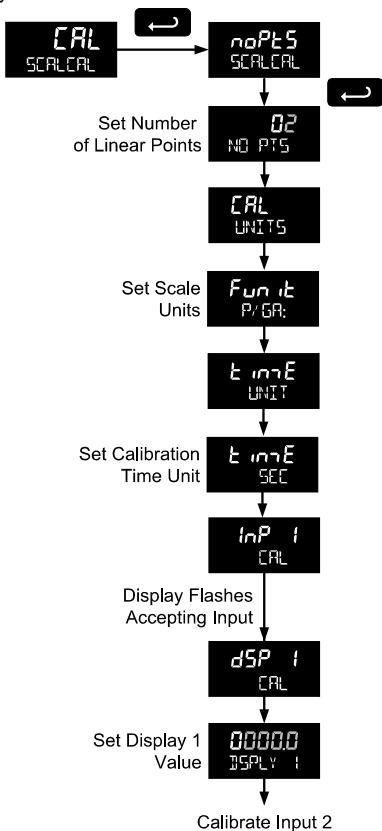 CAL
SCALCAL
noPtS
SCALCAL
Set Number
of Linear Points
02
NO PTS
CAL
UNITS
Set Scale
Units
Funit
P/GA:
timE
UNIT
Set Calibration
Time Unit
timE
SEC
InP 1
CAL
Display Flashes
Accepting Input
dSP 1
CAL
Set Display 1
Value
0000.0
DSPLY 1
Calibrate Input 2